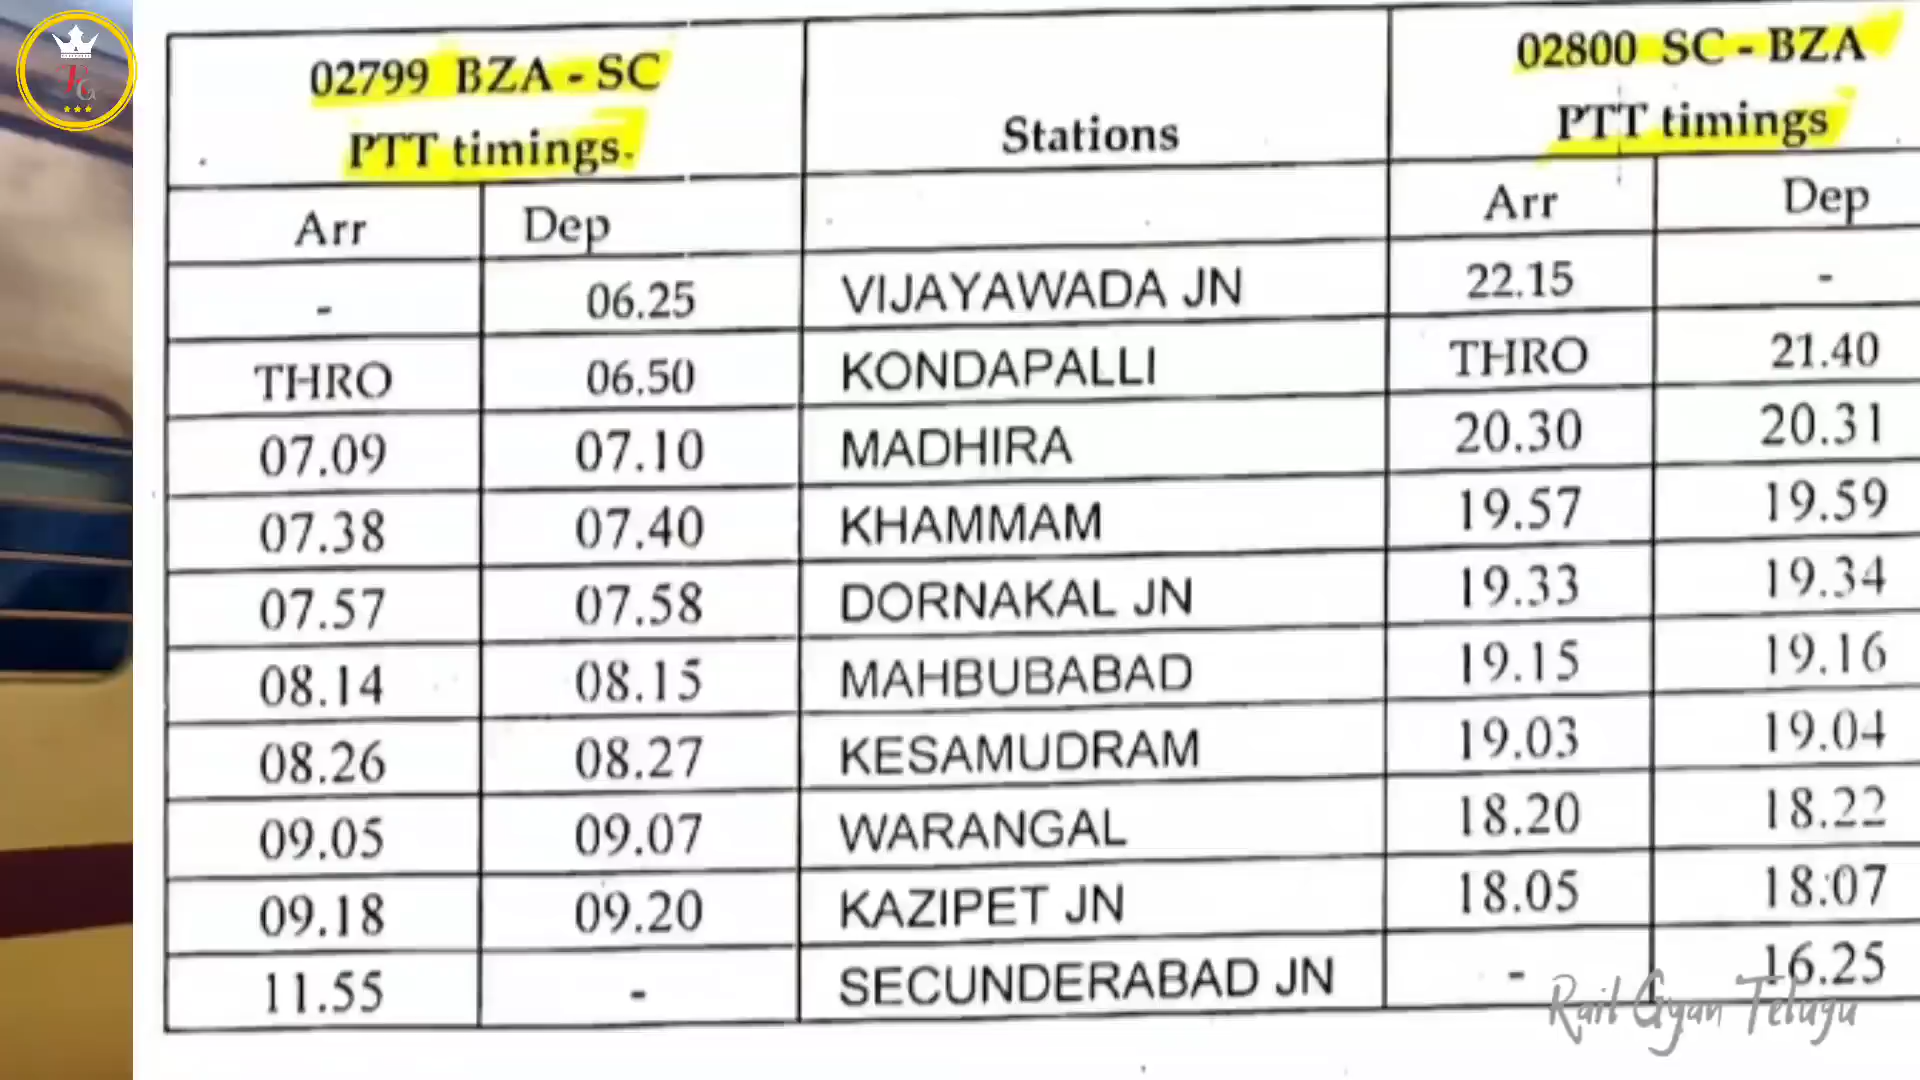 02799 BZA - SC
PTT timings.
Stations
02800 SC - BZA
PTT timings
Arr Dep Arr Dep
- 06.25 VIJAYAWADA JN 22.15 -
THRO 06.50 KONDAPALLI THRO 21.40
07.09 07.10 MADHIRA 20.30 20.31
07.38 07.40 KHAMMAM 19.57 19.59
07.57 07.58 DORNAKAL JN 19.33 19.34
08.14 08.15 MAHBUBABAD 19.15 19.16
08.26 08.27 KESAMUDRAM 19.03 19.04
09.05 09.07 WARANGAL 18.20 18.22
09.18 09.20 KAZIPET JN 18.05 18:07
11.55 - SECUNDERABAD JN - 16.25
Rail Gyan Telugu